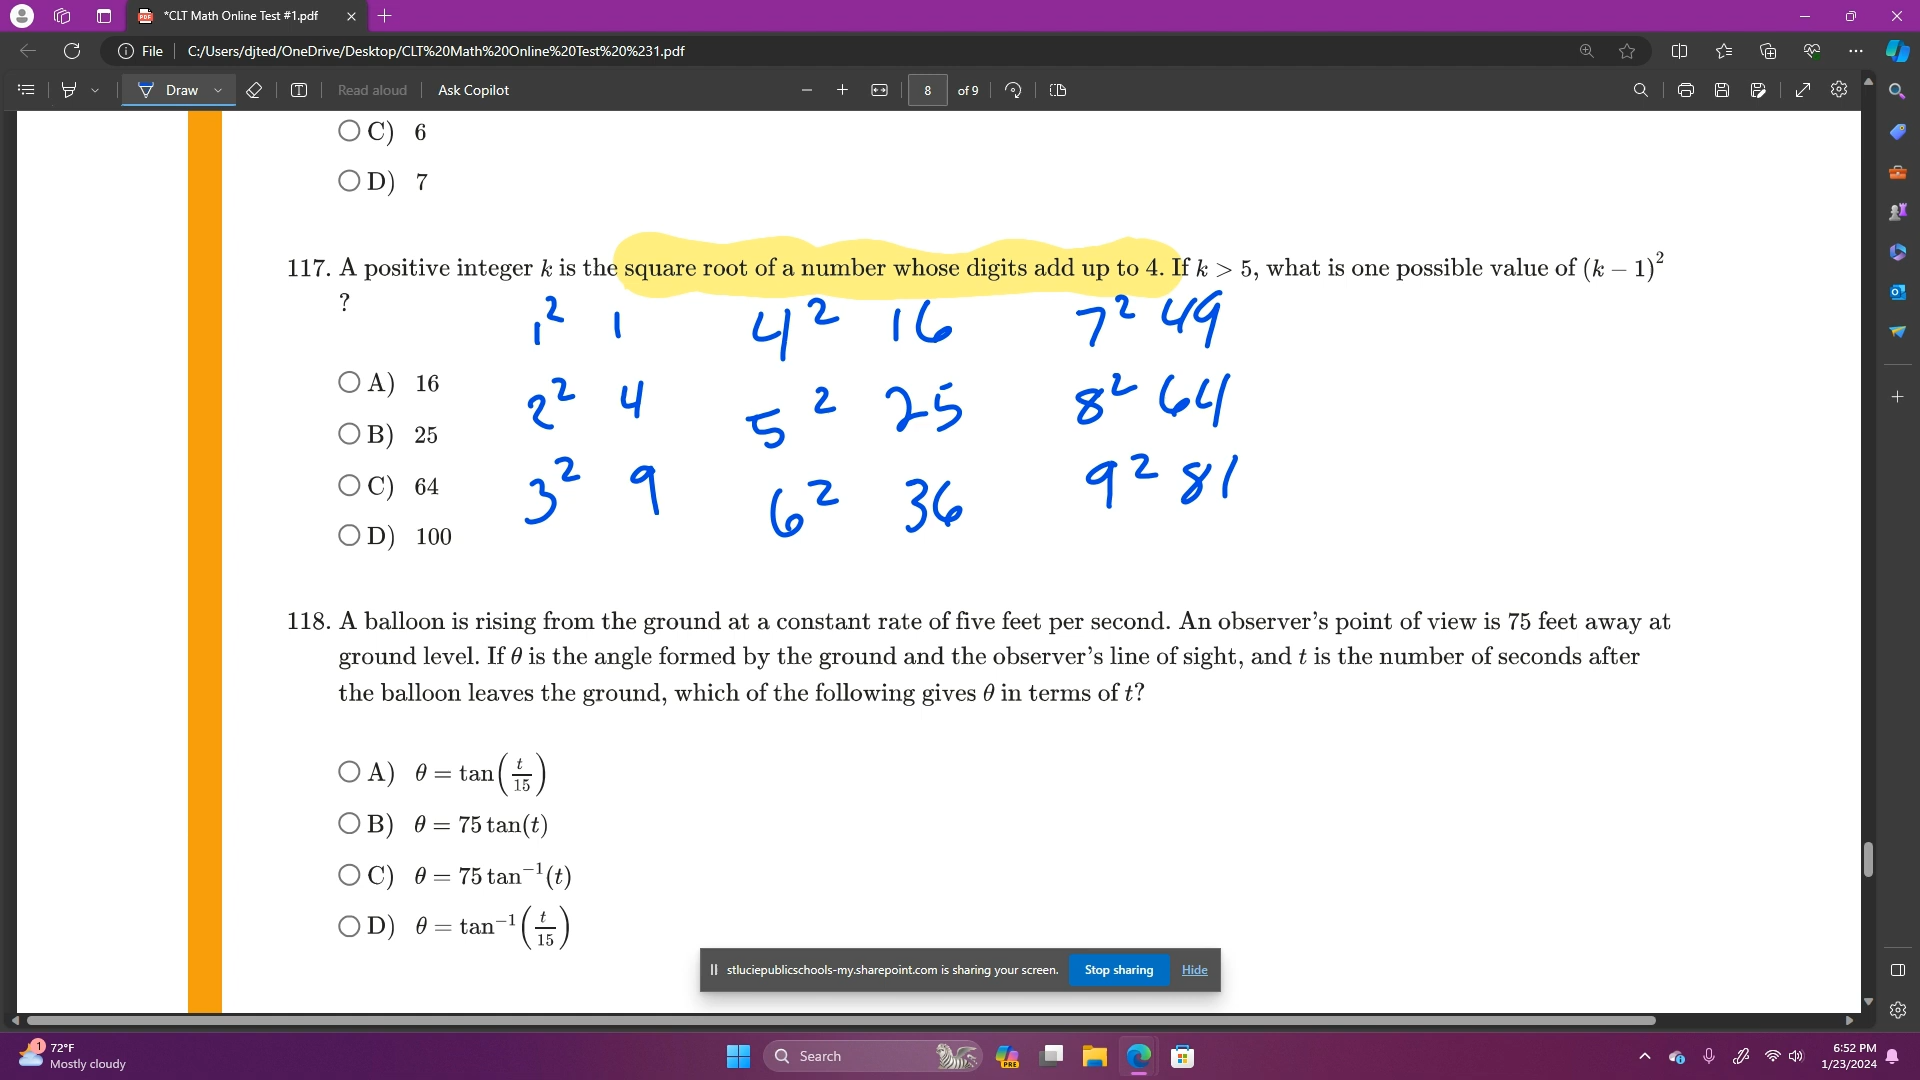 *CLT Math Online Test #1.pdf
File C:/Users/djted/OneDrive/Desktop/CLT%20Math%20Online%20Test%20%231.pdf
Draw Read aloud Ask Copilot 8 of 9
C) 6
D) 7
117. A positive integer k is the square root of a number whose digits add up to 4. If k > 5, what is one possible value of (k − 1)²
?
1² 1 4² 16 7² 49
A) 16
2² 4 5² 25 8² 64
B) 25
3² 9 6² 36 9² 81
C) 64
D) 100
118. A balloon is rising from the ground at a constant rate of five feet per second. An observer's point of view is 75 feet away at
ground level. If θ is the angle formed by the ground and the observer's line of sight, and t is the number of seconds after
the balloon leaves the ground, which of the following gives θ in terms of t?
A) θ = tan(t/15)
B) θ = 75 tan(t)
C) θ = 75 tan⁻¹(t)
D) θ = tan⁻¹(t/15)
stluciepublicschools-my.sharepoint.com is sharing your screen. Stop sharing Hide
1 72°F
Mostly cloudy
Search
PRE
6:52 PM
1/23/2024